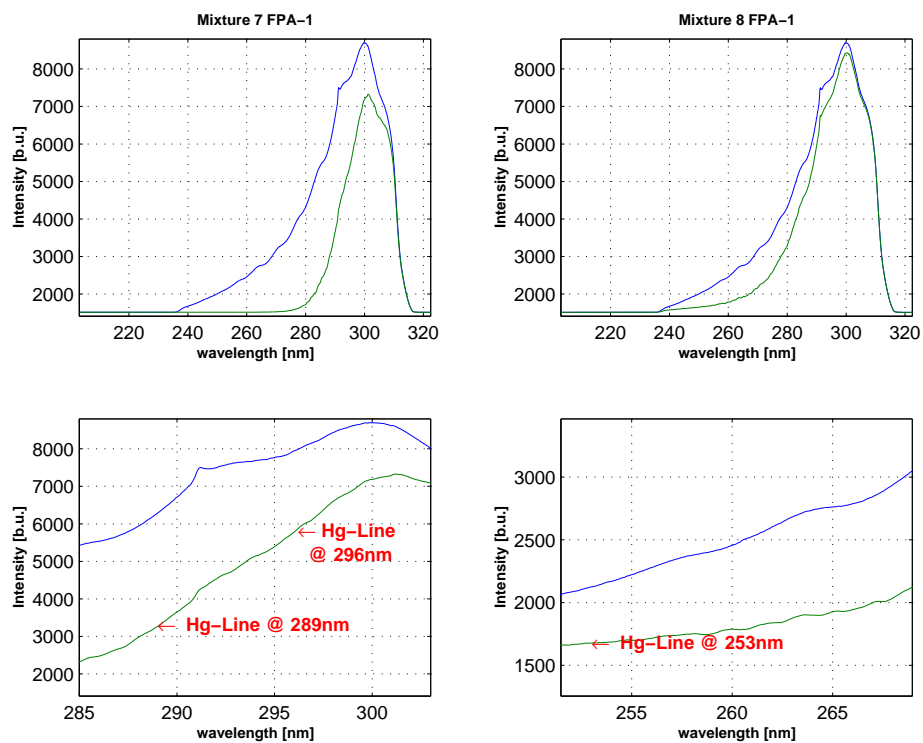 Mixture 7 FPA−1
8000
7000
6000
5000
4000
3000
2000
Intensity [b.u.]
220 240 260 280 300 320
wavelength [nm]
Mixture 8 FPA−1
8000
7000
6000
5000
4000
3000
2000
Intensity [b.u.]
220 240 260 280 300 320
wavelength [nm]
8000
7000
6000
5000
4000
3000
2000
Intensity [b.u.]
← Hg−Line
@ 296nm
← Hg−Line @ 289nm
285 290 295 300
wavelength [nm]
3000
2500
2000
1500
Intensity [b.u.]
← Hg−Line @ 253nm
255 260 265
wavelength [nm]